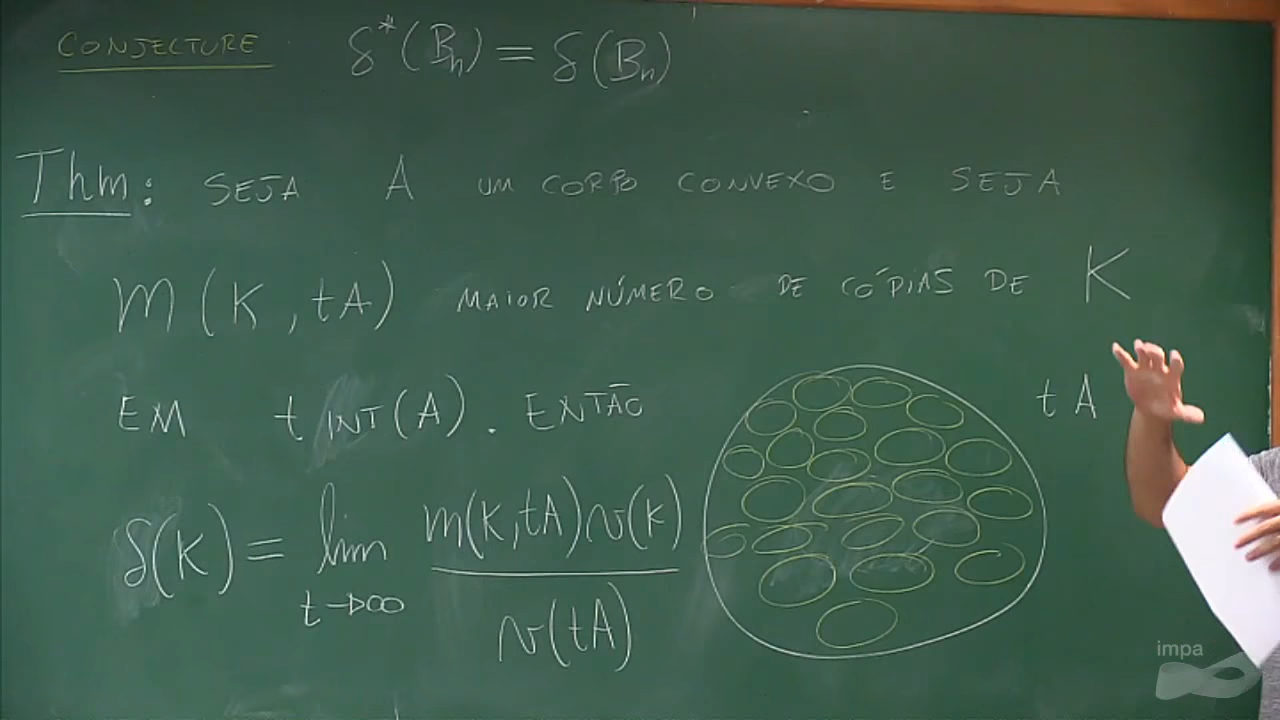 CONJECTURE δ*(Bₙ) = δ(Bₙ)
Thm: SEJA A UM CORPO CONVEXO E SEJA
m(K, tA) MAIOR NÚMERO DE CÓPIAS DE K
EM t INT(A). ENTÃO
tA
δ(K) = lim t→∞ m(K,tA)v(K) / v(tA)
impa